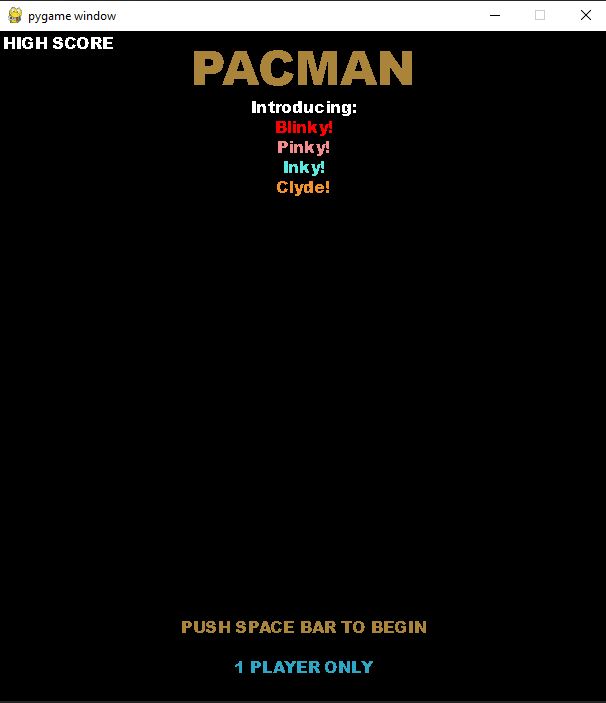 pygame window
HIGH SCORE
PACMAN
Introducing:
Blinky!
Pinky!
Inky!
Clyde!
PUSH SPACE BAR TO BEGIN
1 PLAYER ONLY